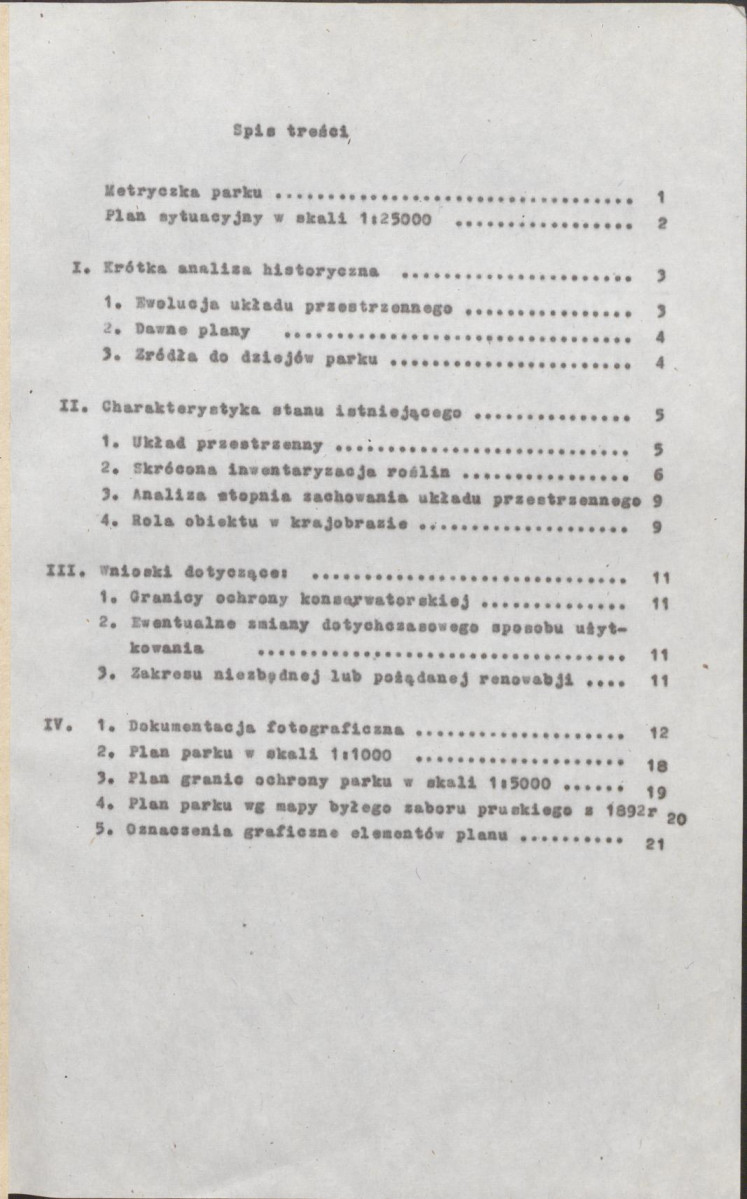 Spis treści
Metryczka parku .................................. 1
Plan sytuacyjny w skali 1:25000 ................. 2
I. Krótka analiza historyczna ...................... 3
1. Ewolucja układu przestrzennego ................ 3
2. Dawne plany ................................. 4
3. Zródła do dziejów parku ....................... 4
II. Charakterystyka stanu istniejącego ............... 5
1. Układ przestrzenny ............................ 5
2. Skrócona inwentaryzacja roślin ................ 6
3. Analiza stopnia zachowania układu przestrzennego 9
4. Rola obiektu w krajobrazie .................... 9
III. Wnioski dotyczące: .............................. 11
1. Granicy ochrony konserwatorskiej .............. 11
2. Ewentualne zmiany dotychczasowego sposobu użyt-
kowania ................................... 11
3. Zakresu niezbędnej lub pożądanej renowabji .... 11
IV. 1. Dokumentacja fotograficzna .................... 12
2. Plan parku w skali 1:1000 .................... 18
3. Plan granic ochrony parku w skali 1:5000 ...... 19
4. Plan parku wg mapy byłego zaboru pruskiego z 1892r 20
5. Oznaczenia graficzne elementów planu .......... 21